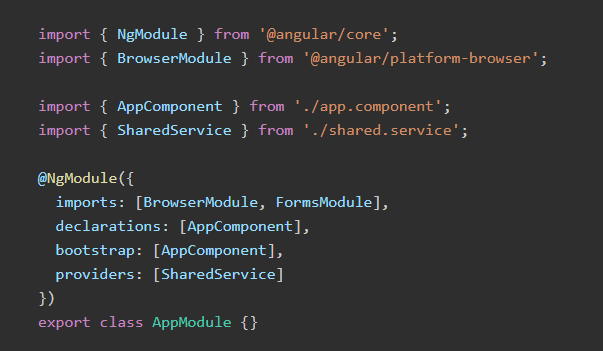 import { NgModule } from '@angular/core';
import { BrowserModule } from '@angular/platform-browser';
import { AppComponent } from './app.component';
import { SharedService } from './shared.service';
@NgModule({
imports: [BrowserModule, FormsModule],
declarations: [AppComponent],
bootstrap: [AppComponent],
providers: [SharedService]
})
export class AppModule {}